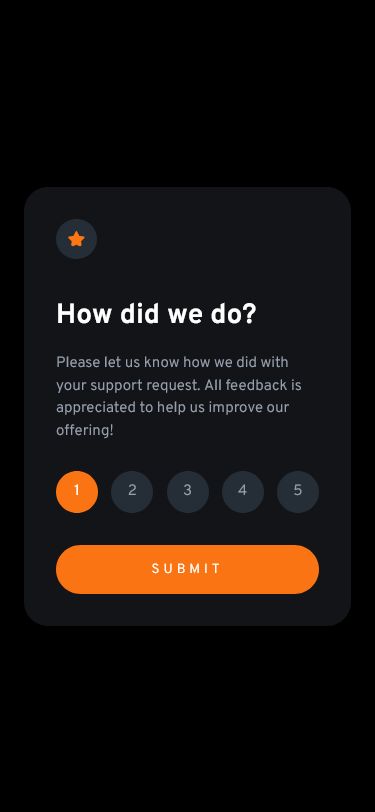 How did we do?
Please let us know how we did with
your support request. All feedback is
appreciated to help us improve our
offering!
1 2 3 4 5
SUBMIT